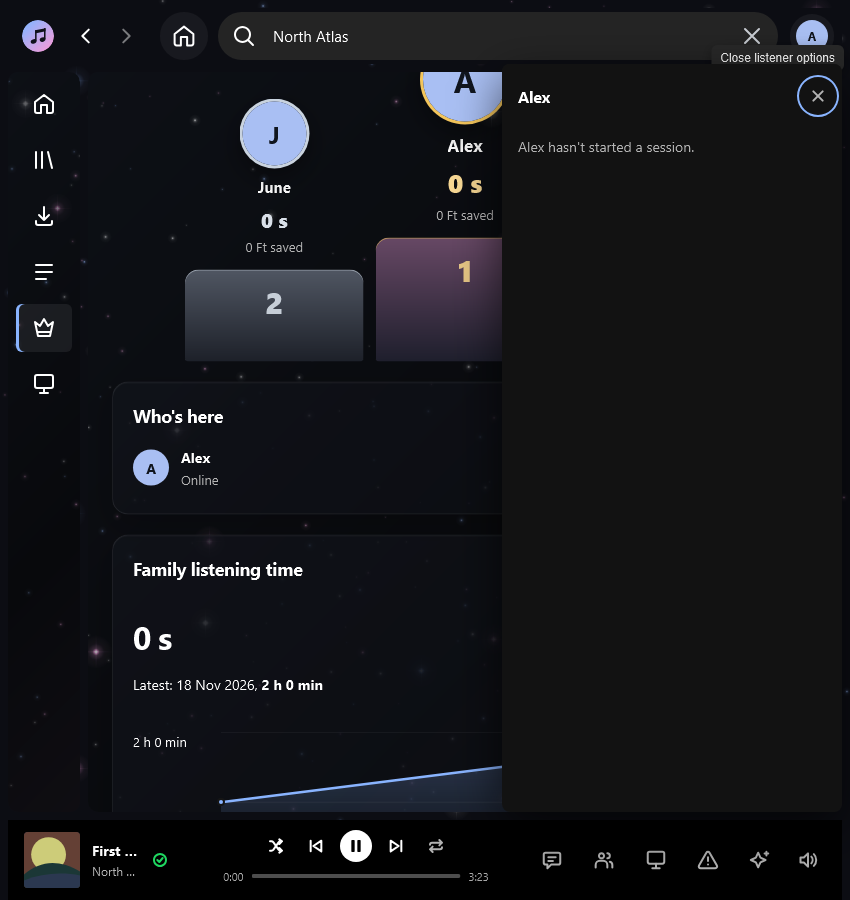 North Atlas
A
Close listener options
J
June
0 s
0 Ft saved
2
A
Alex
0 s
0 Ft saved
1
Alex
Alex hasn't started a session.
Who's here
A
Alex
Online
Family listening time
0 s
Latest: 18 Nov 2026, 2 h 0 min
2 h 0 min
First ...
North ...
0:00
3:23